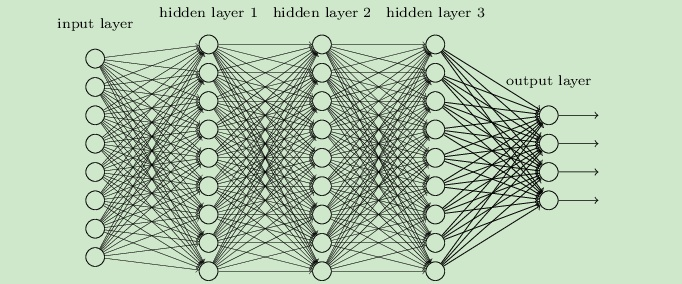 input layer
hidden layer 1
hidden layer 2
hidden layer 3
output layer